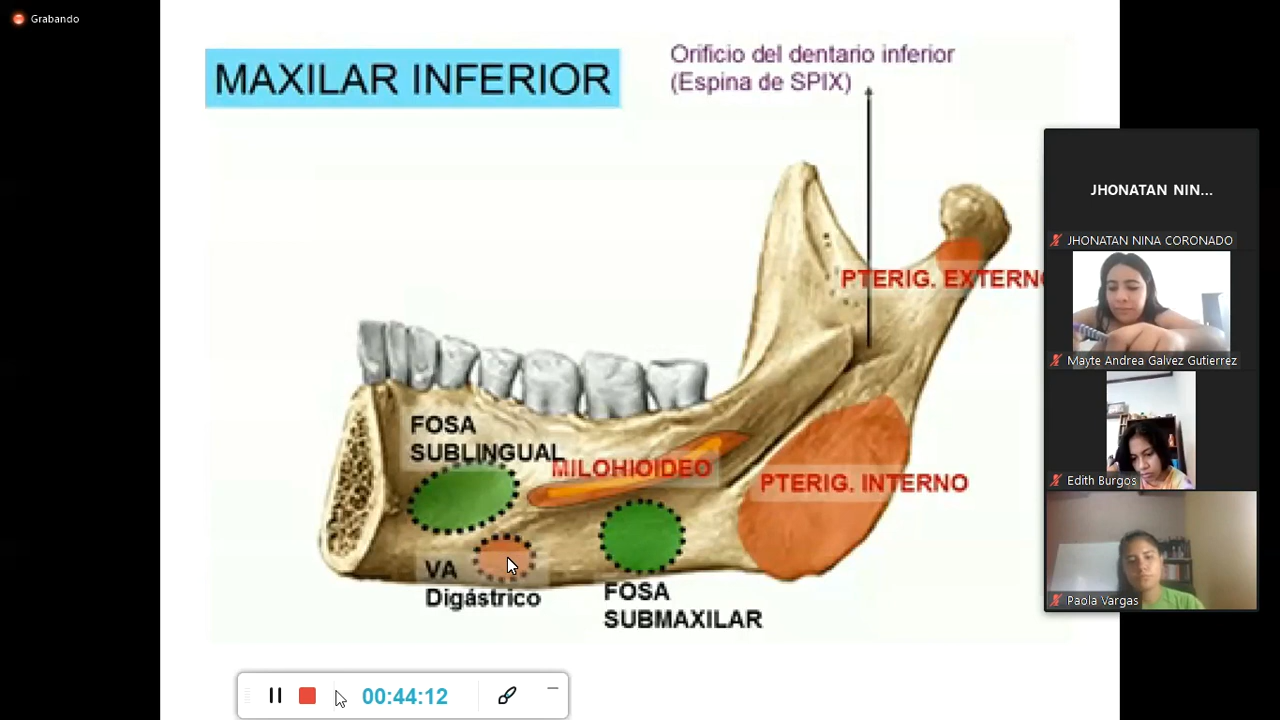 Grabando
MAXILAR INFERIOR
Orificio del dentario inferior
(Espina de SPIX)
JHONATAN NIN...
JHONATAN NINA CORONADO
PTERIG. EXTERNO
Mayte Andrea Galvez Gutierrez
FOSA
SUBLINGUAL
MILOHIOIDEO
PTERIG. INTERNO
Edith Burgos
VA
Digástrico
FOSA
SUBMAXILAR
Paola Vargas
00:44:12